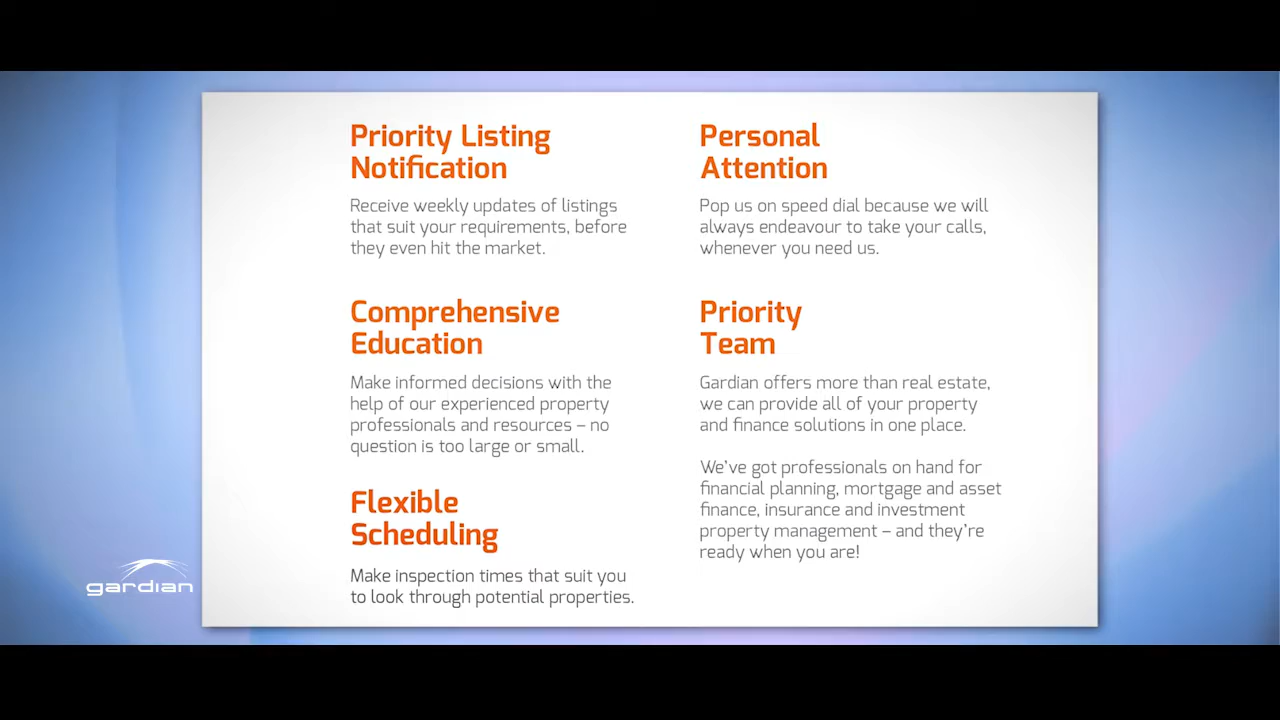 Priority Listing
Notification
Receive weekly updates of listings
that suit your requirements, before
they even hit the market.
Comprehensive
Education
Make informed decisions with the
help of our experienced property
professionals and resources – no
question is too large or small.
Flexible
Scheduling
Make inspection times that suit you
to look through potential properties.
Personal
Attention
Pop us on speed dial because we will
always endeavour to take your calls,
whenever you need us.
Priority
Team
Gardian offers more than real estate,
we can provide all of your property
and finance solutions in one place.
We've got professionals on hand for
financial planning, mortgage and asset
finance, insurance and investment
property management – and they're
ready when you are!
gardian